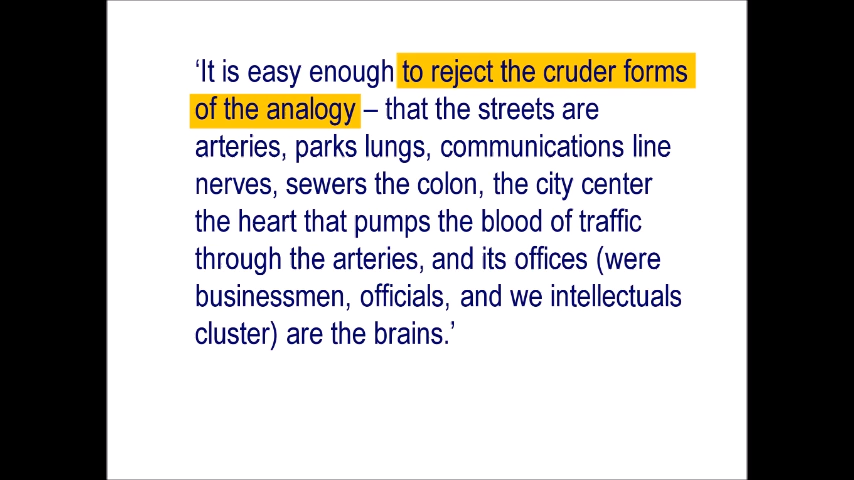 ‘It is easy enough to reject the cruder forms
of the analogy – that the streets are
arteries, parks lungs, communications line
nerves, sewers the colon, the city center
the heart that pumps the blood of traffic
through the arteries, and its offices (were
businessmen, officials, and we intellectuals
cluster) are the brains.’